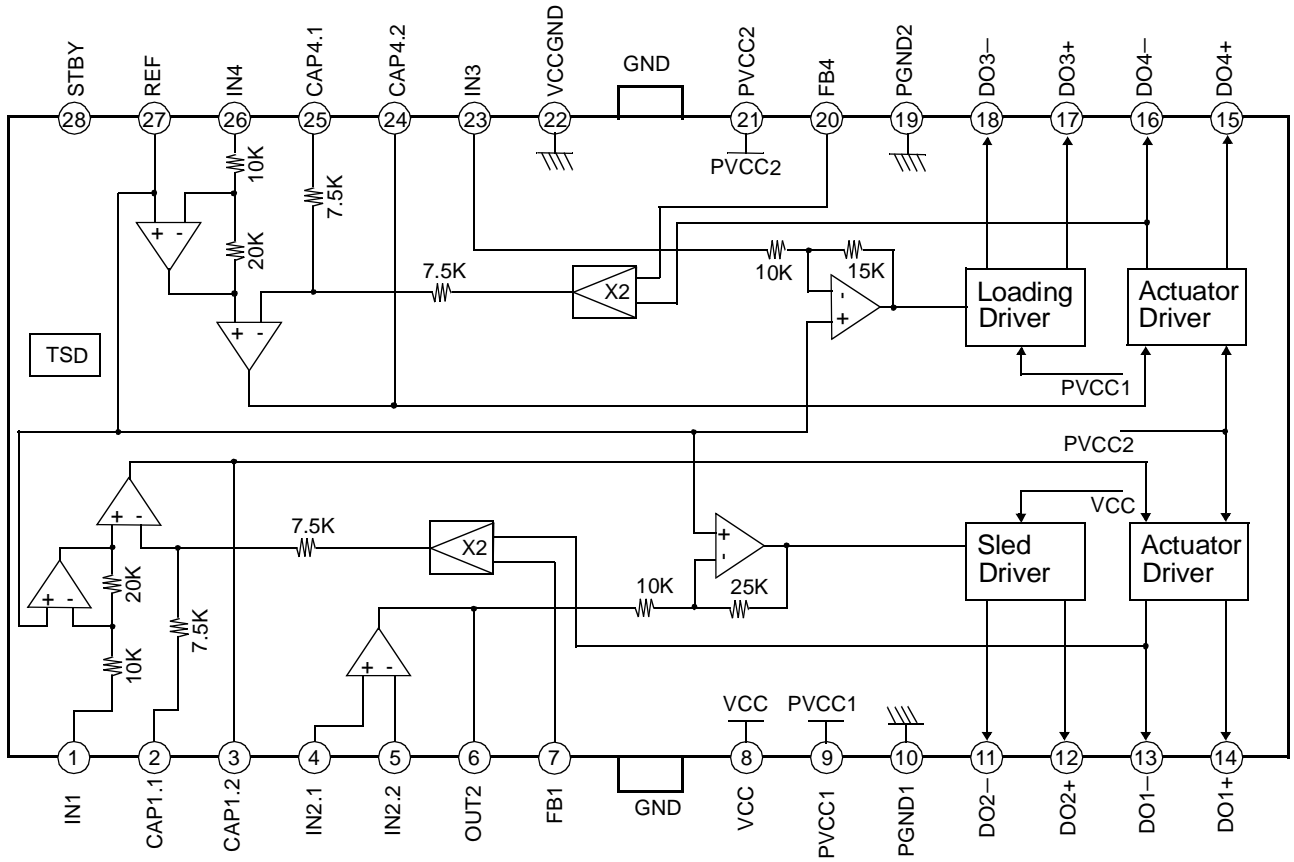 STBY
REF
IN4
CAP4.1
CAP4.2
IN3
VCCGND
GND
PVCC2
FB4
PGND2
DO3−
DO3+
DO4−
DO4+
28
27
26
25
24
23
22
21
20
19
18
17
16
15
10K
7.5K
PVCC2
+ -
20K
7.5K
X2
10K
15K
-
+
Loading
Driver
Actuator
Driver
+ -
TSD
PVCC1
PVCC2
VCC
+ -
7.5K
X2
+
-
Sled
Driver
Actuator
Driver
20K
+ -
7.5K
10K
25K
10K
+ -
VCC
PVCC1
1
2
3
4
5
6
7
8
9
10
11
12
13
14
IN1
CAP1.1
CAP1.2
IN2.1
IN2.2
OUT2
FB1
GND
VCC
PVCC1
PGND1
DO2−
DO2+
DO1−
DO1+